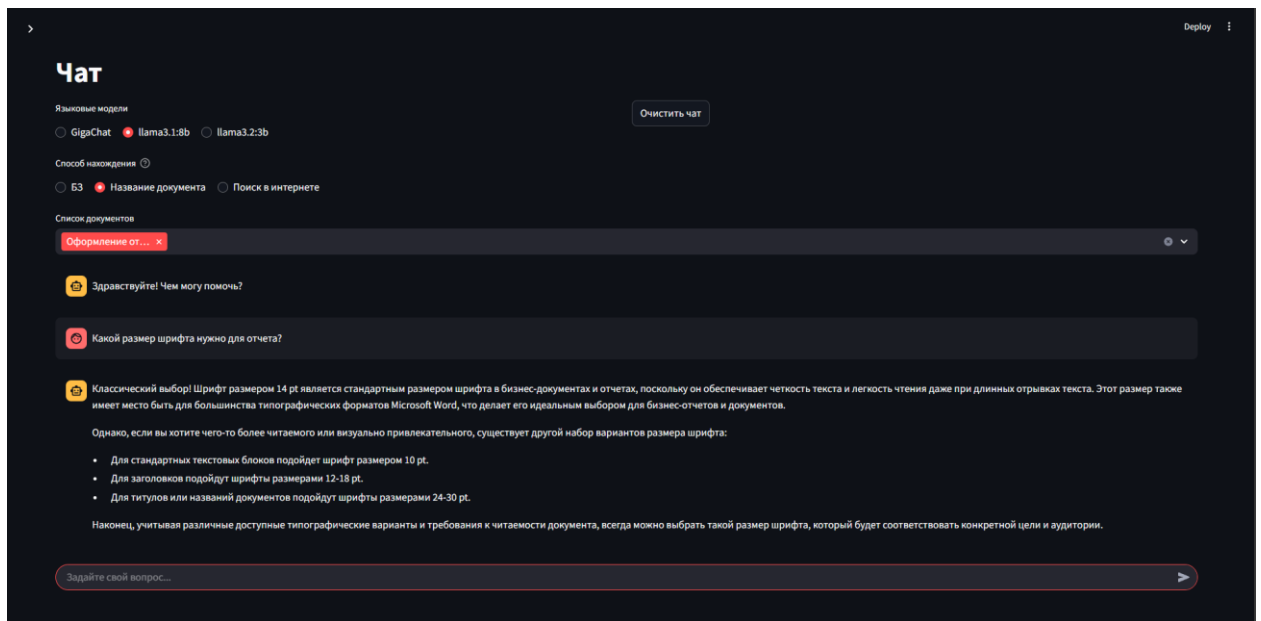 Deploy
Чат
Языковые модели
Очистить чат
GigaChat llama3.1:8b llama3.2:3b
Способ нахождения
БЗ Название документа Поиск в интернете
Список документов
Оформление от... ×
Здравствуйте! Чем могу помочь?
Какой размер шрифта нужно для отчета?
Классический выбор! Шрифт размером 14 pt является стандартным размером шрифта в бизнес-документах и отчетах, поскольку он обеспечивает четкость текста и легкость чтения даже при длинных отрывках текста. Этот размер также
имеет место быть для большинства типографических форматов Microsoft Word, что делает его идеальным выбором для бизнес-отчетов и документов.
Однако, если вы хотите чего-то более читаемого или визуально привлекательного, существует другой набор вариантов размера шрифта:
• Для стандартных текстовых блоков подойдет шрифт размером 10 pt.
• Для заголовков подойдут шрифты размерами 12-18 pt.
• Для титулов или названий документов подойдут шрифты размерами 24-30 pt.
Наконец, учитывая различные доступные типографические варианты и требования к читаемости документа, всегда можно выбрать такой размер шрифта, который будет соответствовать конкретной цели и аудитории.
Задайте свой вопрос...